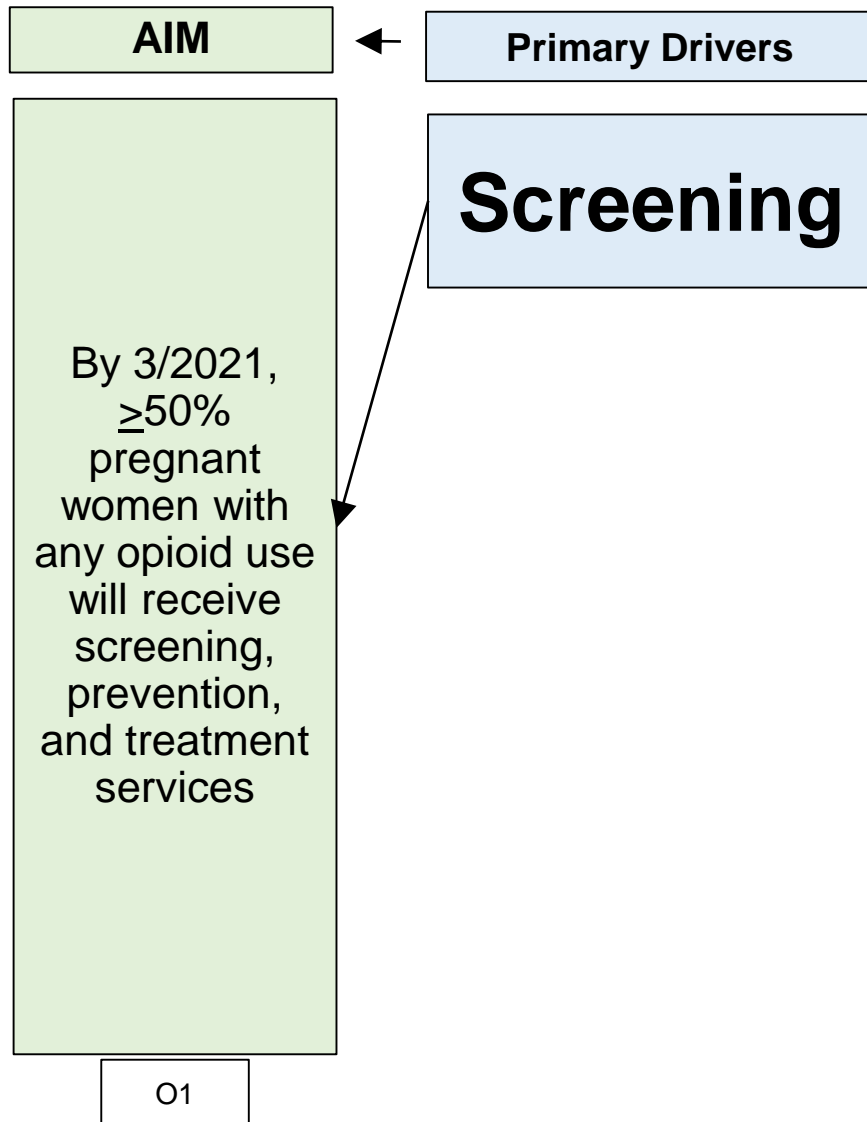 AIM
Primary Drivers
Screening
By 3/2021,
≥50%
pregnant
women with
any opioid use
will receive
screening,
prevention,
and treatment
services
O1